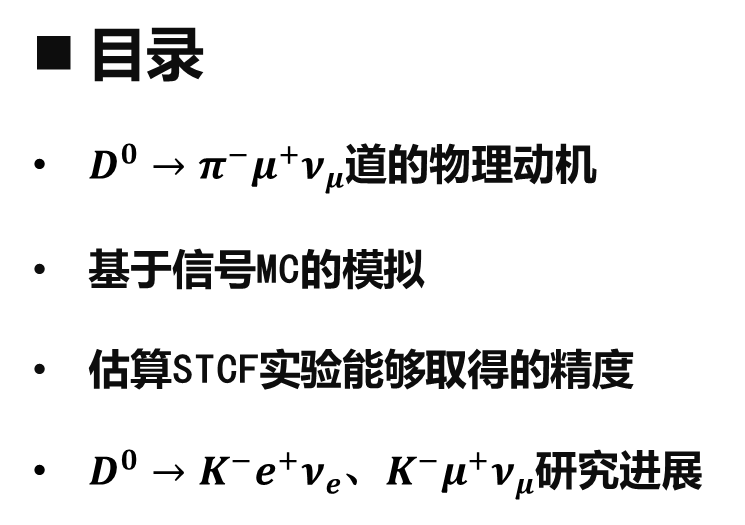 ■ 目录
• D⁰ → π⁻μ⁺ν_μ道的物理动机
• 基于信号MC的模拟
• 估算STCF实验能够取得的精度
• D⁰ → K⁻e⁺ν_e、K⁻μ⁺ν_μ研究进展